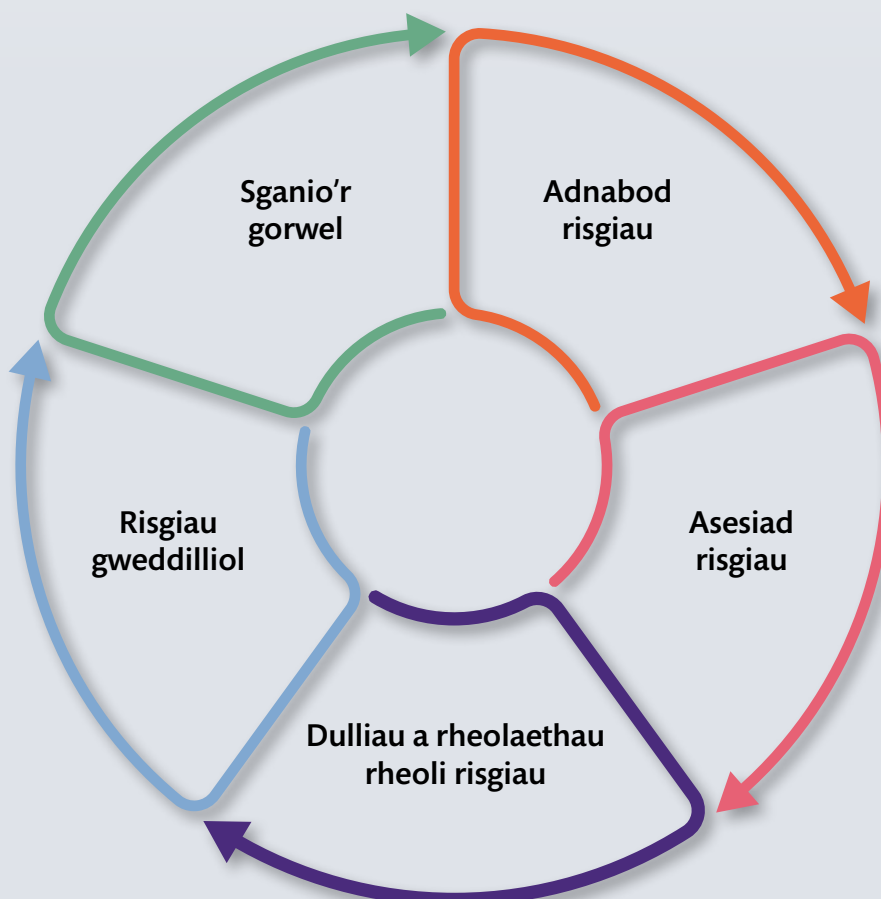 Sganio'r
gorwel
Adnabod
risgiau
Asesiad
risgiau
Dulliau a rheolaethau
rheoli risgiau
Risgiau
gweddilliol